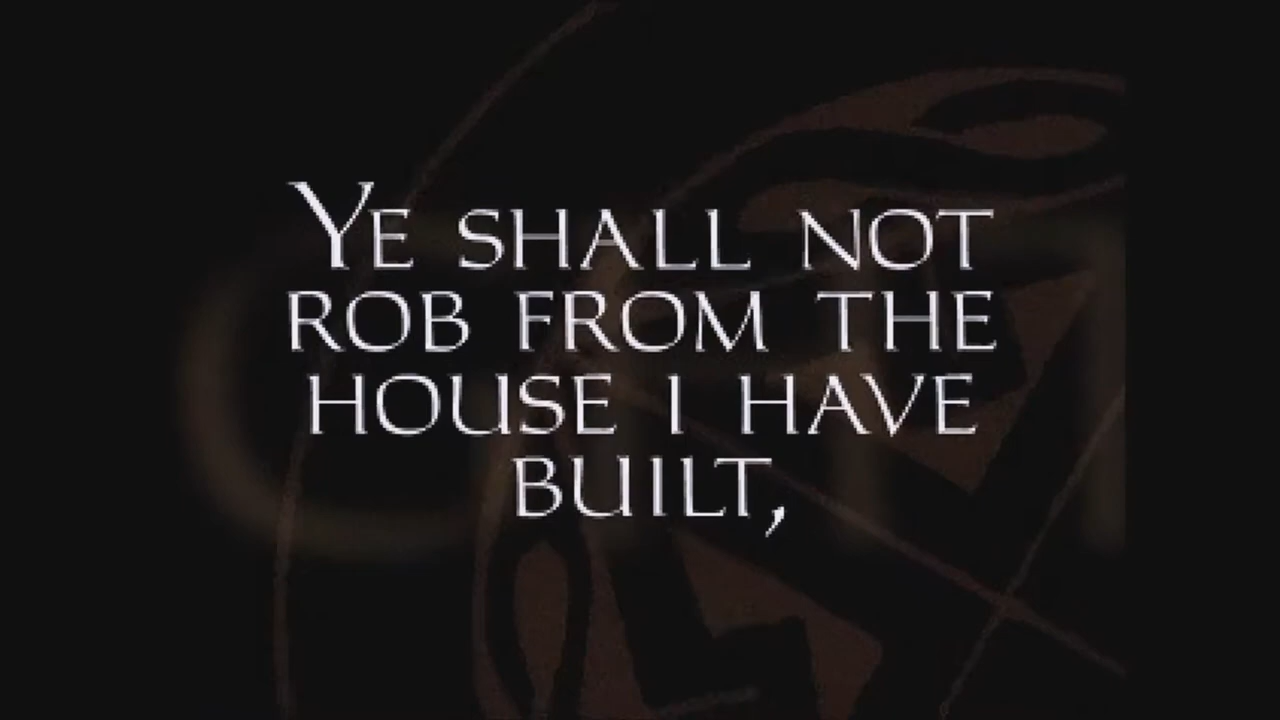 Ye shall not
rob from the
house I have
built,